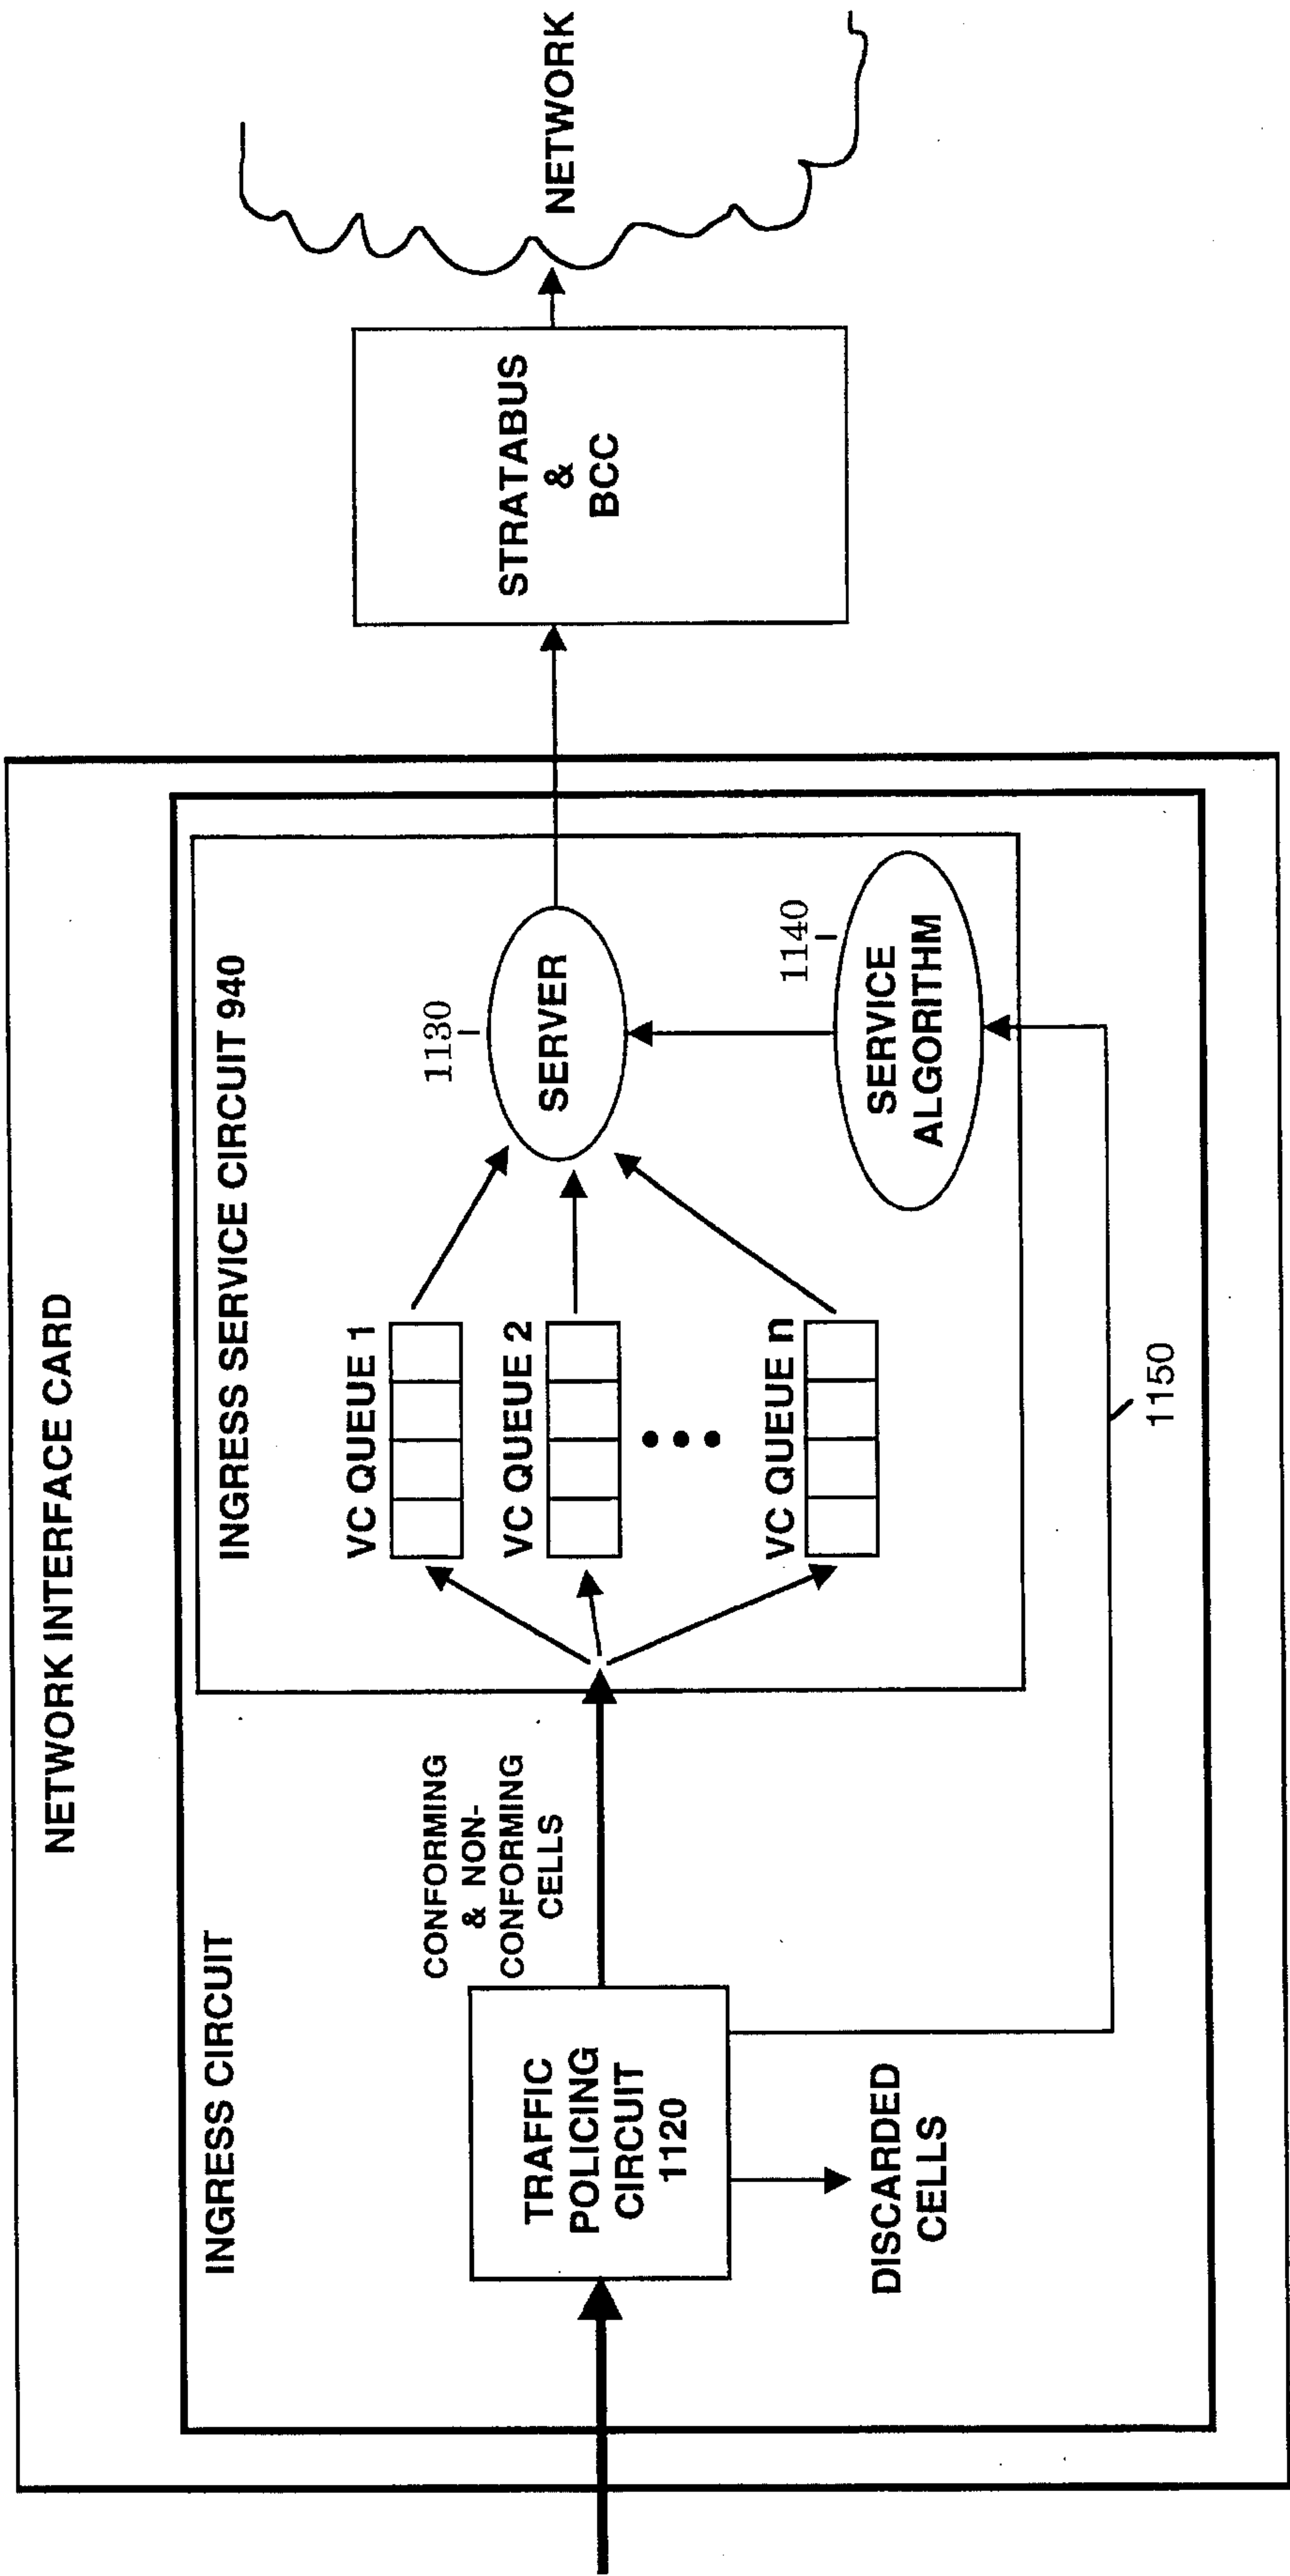 NETWORK INTERFACE CARD
INGRESS CIRCUIT
INGRESS SERVICE CIRCUIT 940
TRAFFIC
POLICING
CIRCUIT
1120
DISCARDED
CELLS
CONFORMING
& NON-
CONFORMING
CELLS
VC QUEUE 1
VC QUEUE 2
VC QUEUE n
1130
SERVER
1140
SERVICE
ALGORITHM
1150
STRATABUS
&
BCC
NETWORK